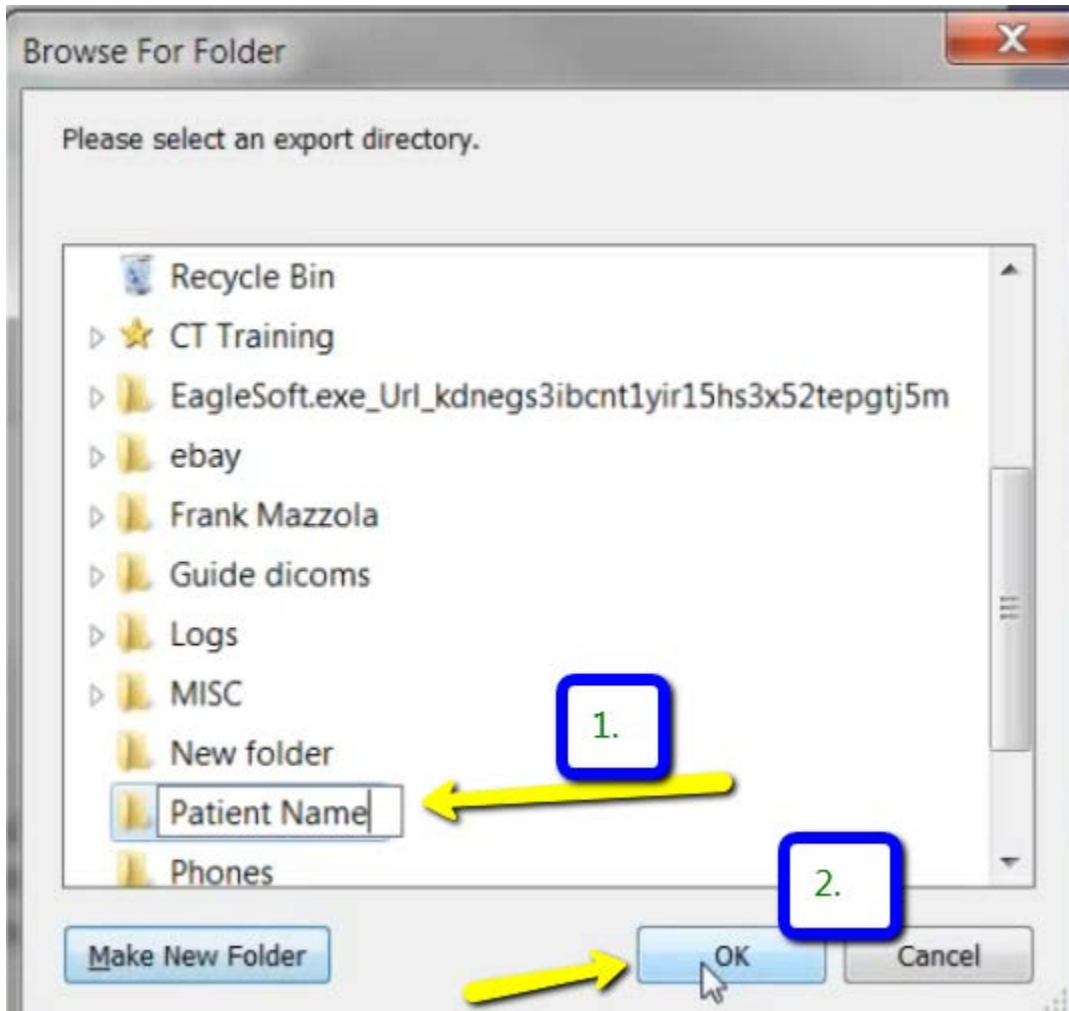 Browse For Folder
X
Please select an export directory.
Recycle Bin
CT Training
EagleSoft.exe_Url_kdnegs3ibcnt1yir15hs3x52tepgtj5m
ebay
Frank Mazzola
Guide dicoms
Logs
MISC
1.
New folder
Patient Name
Phones
2.
Make New Folder
OK
Cancel